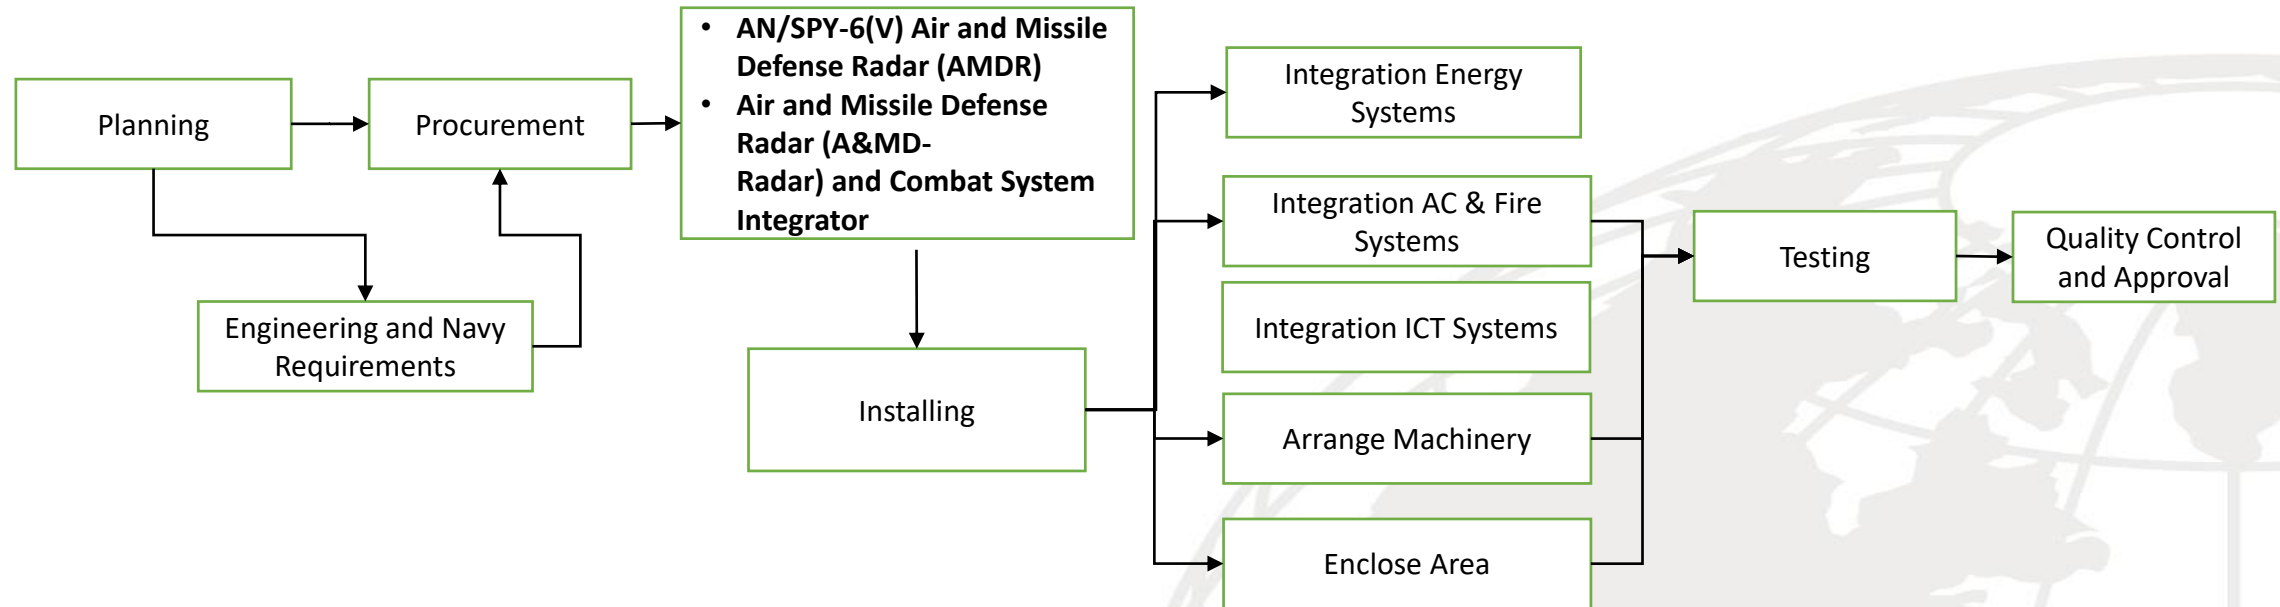 Planning
Procurement
Engineering and Navy
Requirements
• AN/SPY-6(V) Air and Missile
Defense Radar (AMDR)
• Air and Missile Defense
Radar (A&MD-
Radar) and Combat System
Integrator
Installing
Integration Energy
Systems
Integration AC & Fire
Systems
Integration ICT Systems
Arrange Machinery
Enclose Area
Testing
Quality Control
and Approval